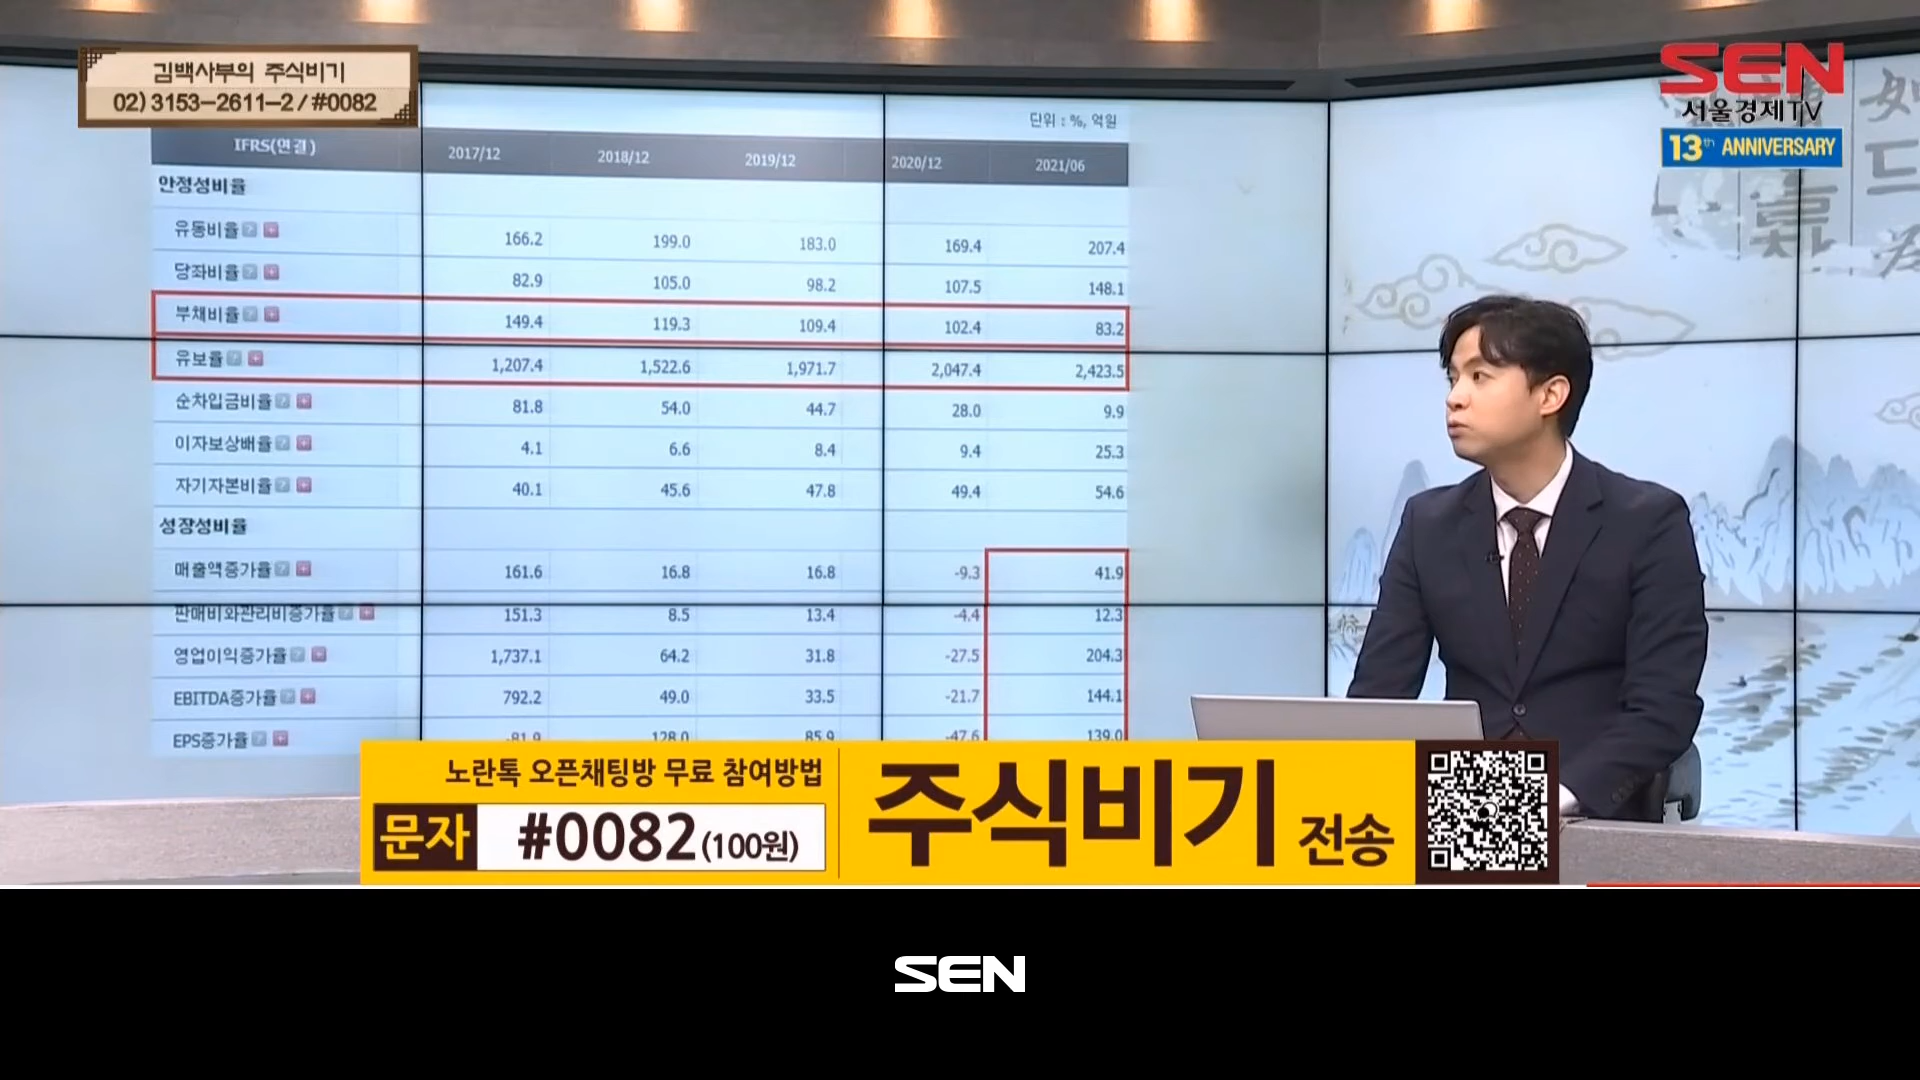 김백사부의 주식비기
02) 3153-2611-2 / #0082
SEN
서울경제TV
13th ANNIVERSARY
단위 : %, 억원
IFRS(연결) 2017/12 2018/12 2019/12 2020/12 2021/06
안정성비율
유동비율 166.2 199.0 183.0 169.4 207.4
당좌비율 82.9 105.0 98.2 107.5 148.1
부채비율 149.4 119.3 109.4 102.4 83.2
유보율 1,207.4 1,522.6 1,971.7 2,047.4 2,423.5
순차입금비율 81.8 54.0 44.7 28.0 9.9
이자보상배율 4.1 6.6 8.4 9.4 25.3
자기자본비율 40.1 45.6 47.8 49.4 54.6
성장성비율
매출액증가율 161.6 16.8 16.8 -9.3 41.9
판매비와관리비증가율 151.3 8.5 13.4 -4.4 12.3
영업이익증가율 1,737.1 64.2 31.8 -27.5 204.3
EBITDA증가율 792.2 49.0 33.5 -21.7 144.1
EPS증가율 -81.9 128.0 85.9 -47.6 139.0
노란톡 오픈채팅방 무료 참여방법
문자 #0082(100원)
주식비기 전송
SEN